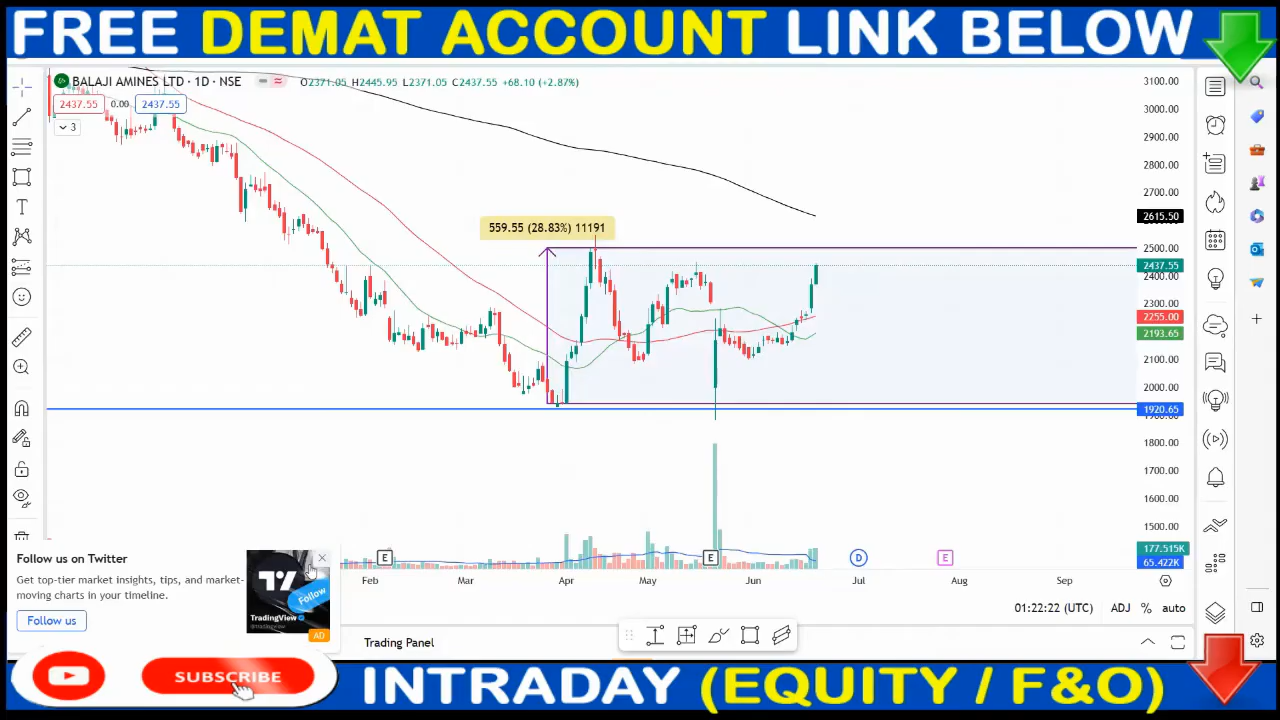 FREE DEMAT ACCOUNT LINK BELOW
BALAJI AMINES LTD · 1D · NSE
O2371.05 H2445.95 L2371.05 C2437.55 +68.10 (+2.87%)
2437.55 0.00 2437.55
3
559.55 (28.83%) 11191
3100.00
3000.00
2900.00
2800.00
2700.00
2615.50
2500.00
2437.55
2400.00
2300.00
2255.00
2193.65
2100.00
2000.00
1920.65
1800.00
1700.00
1600.00
1500.00
177.515K
65.422K
E
E
D
E
Feb Mar Apr May Jun Jul Aug Sep
Follow us on Twitter
Get top-tier market insights, tips, and market-
moving charts in your timeline.
Follow us
Follow
TradingView
AD
01:22:22 (UTC) ADJ % auto
Trading Panel
SUBSCRIBE
INTRADAY (EQUITY / F&O)